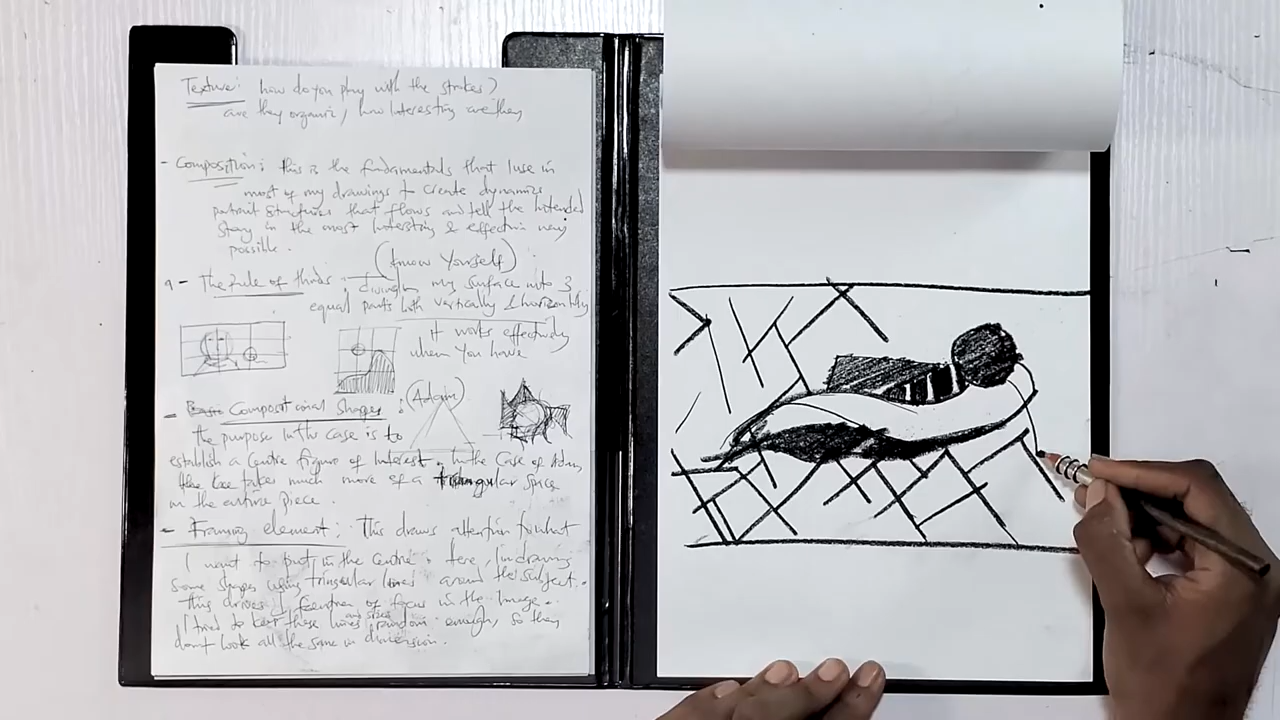 Texture: how do you play with the strokes?
are they organic, how interesting are they
- Composition: this is the fundamentals that I use in
most of my drawings to create dynamic
portrait structures that flows and tell the intended
story in the most interesting & effective way
possible.
(Know Yourself)
- The Rule of thirds: dividing my surface into 3
equal parts both vertically & horizontally
it works effectively
when you have
- Basic Compositional Shapes: (Adam)
the purpose in the case is to
establish a centre figure of interest. In the case of Adam,
the takes much more of a triangular space
in the entire piece.
- Framing element: This draws attention to what
I want to put in the centre. Here, I'm drawing
some shapes using triangular lines around the subject.
This drives centre of focus in the image.
I tried to keep these lines and sizes random enough, so they
don't look all the same in dimension.